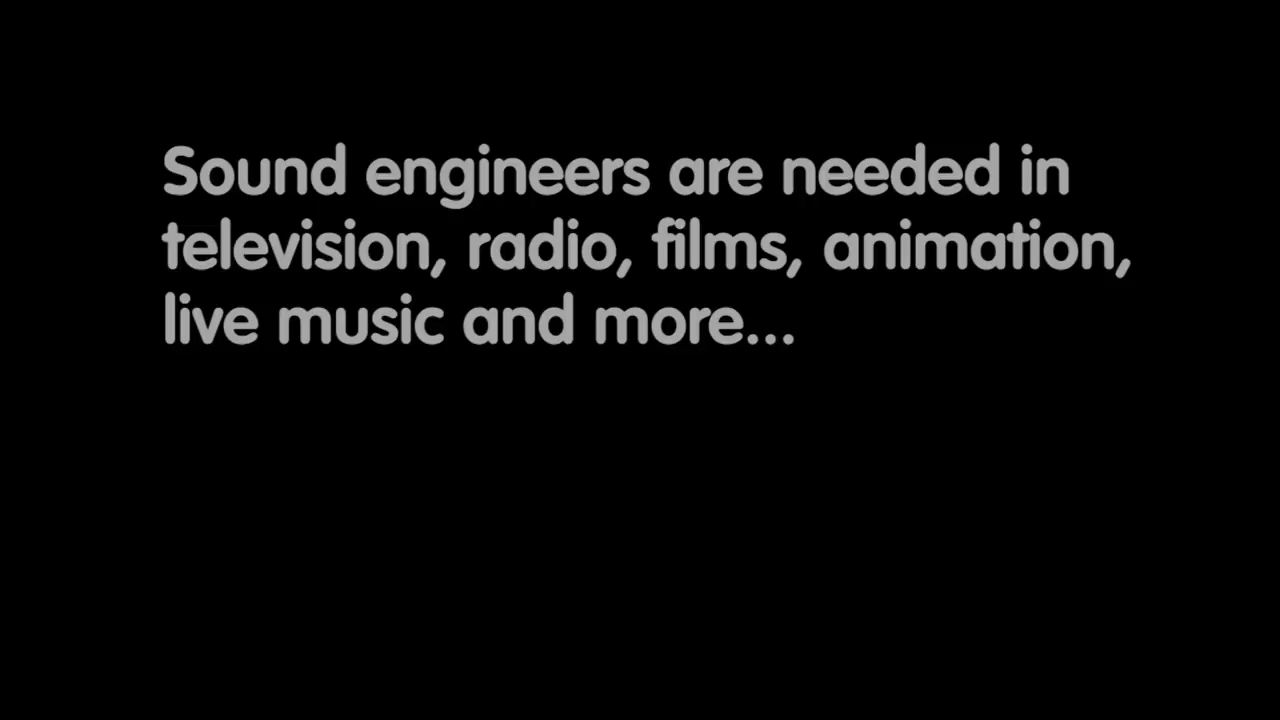 Sound engineers are needed in
television, radio, films, animation,
live music and more...